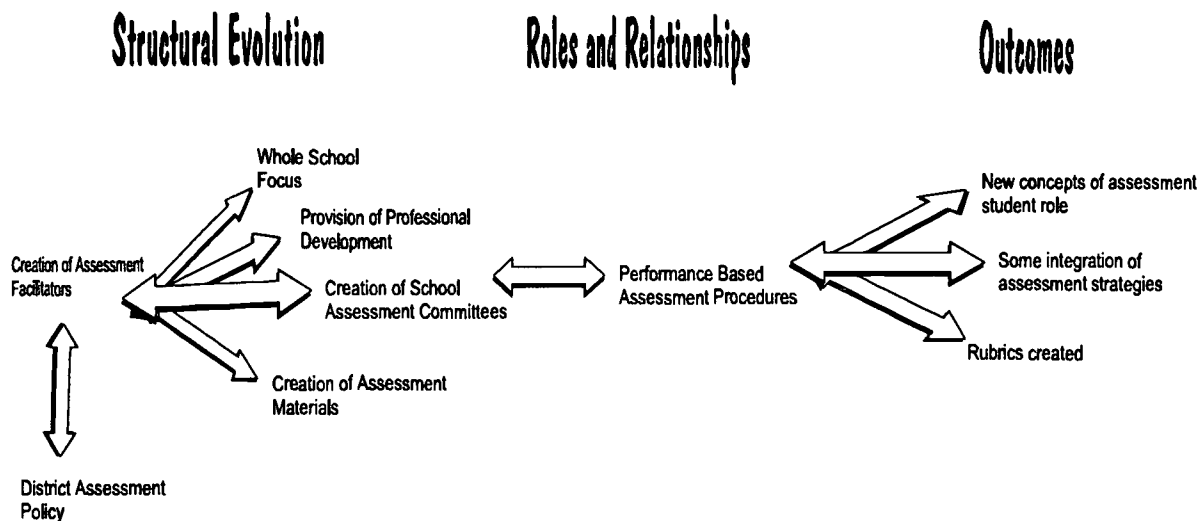 Structural Evolution
Roles and Relationships
Outcomes
Whole School
Focus
Provision of Professional
Development
Creation of Assessment
Facilitators
Creation of School
Assessment Committees
Creation of Assessment
Materials
District Assessment
Policy
Performance Based
Assessment Procedures
New concepts of assessment
student role
Some integration of
assessment strategies
Rubrics created